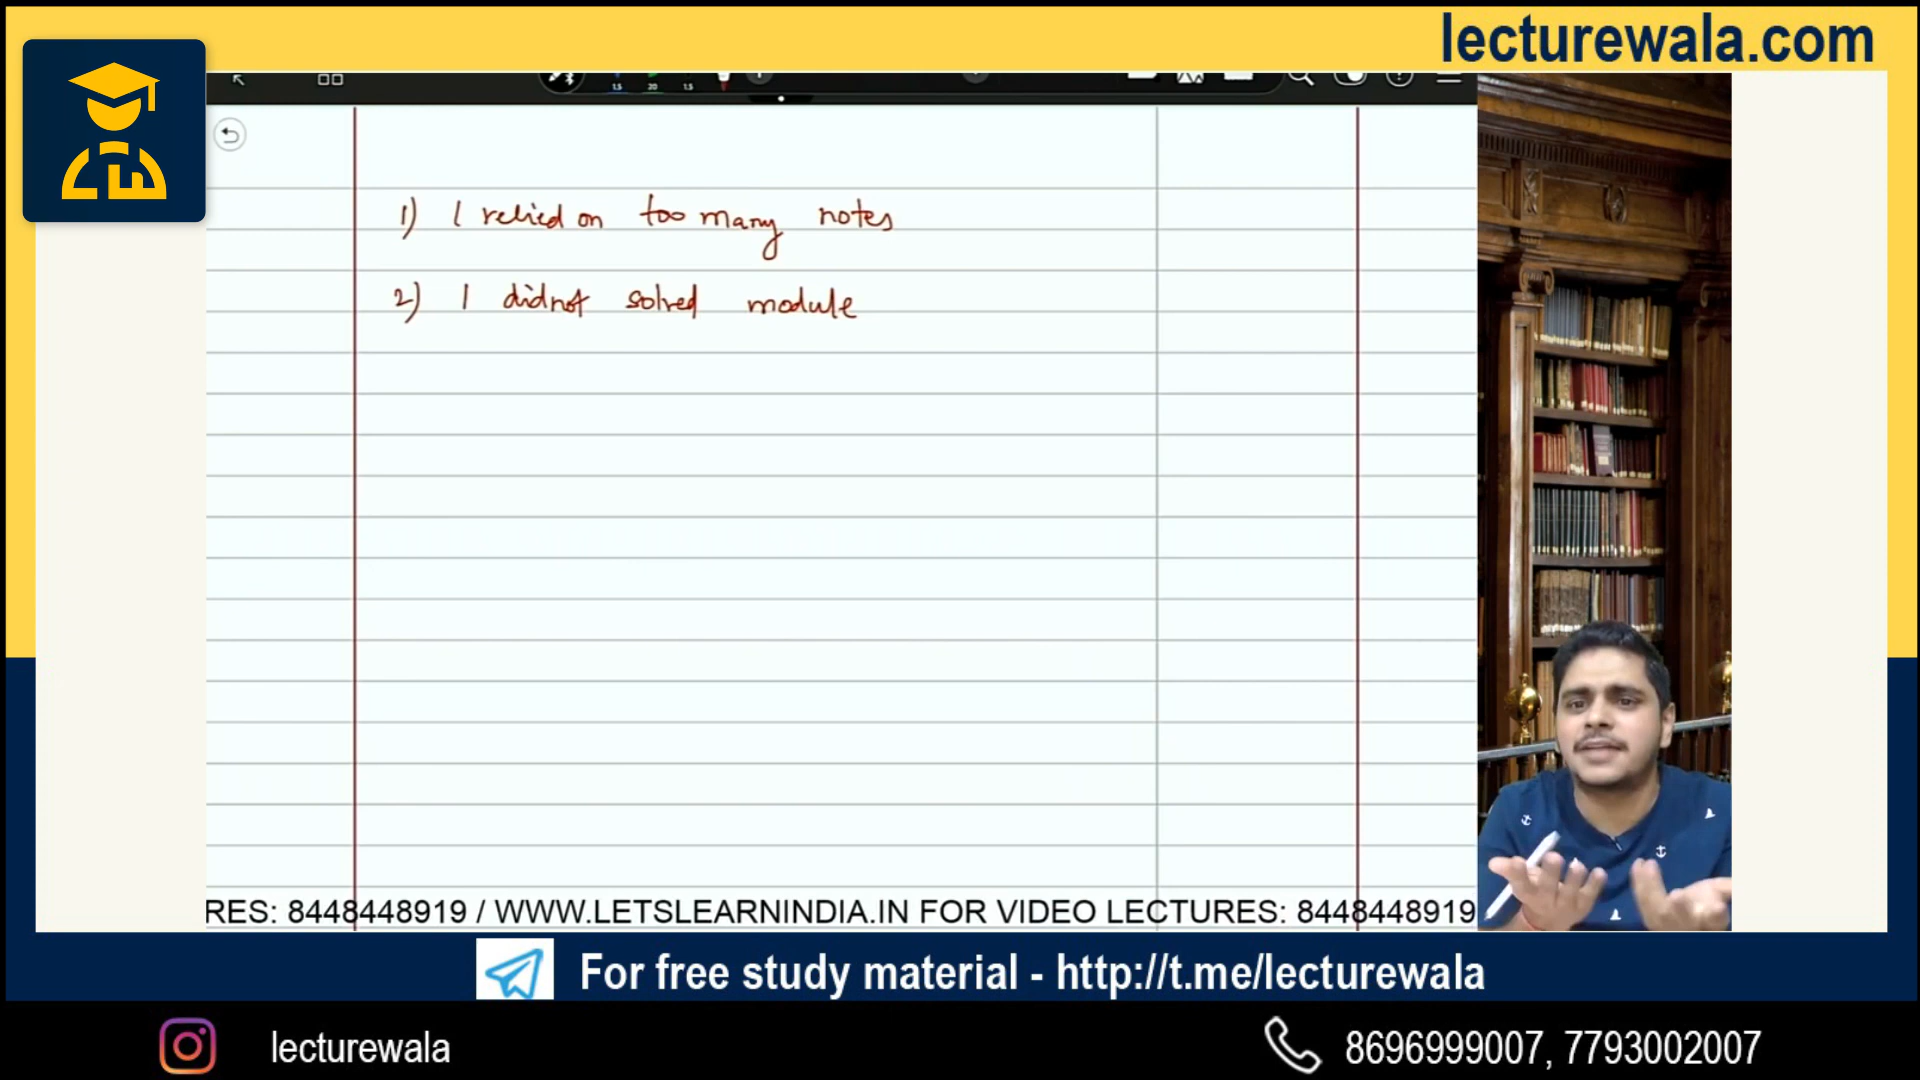 lecturewala.com
1) I relied on too many notes
2) I didnot solved module
RES: 8448448919 / WWW.LETSLEARNINDIA.IN FOR VIDEO LECTURES: 8448448919
For free study material - http://t.me/lecturewala
lecturewala
8696999007, 7793002007